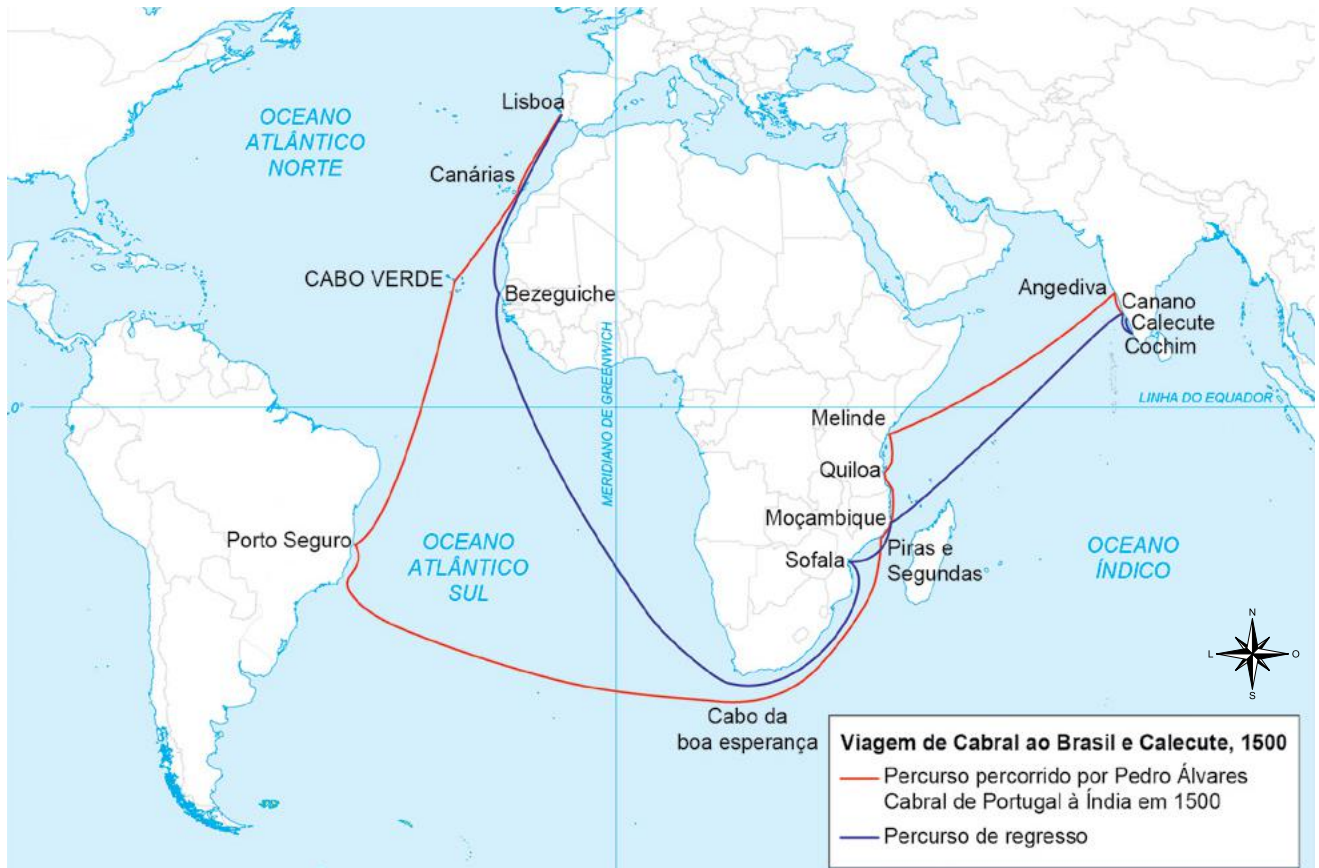 Lisboa
OCEANO
ATLÂNTICO
NORTE
Canárias
CABO VERDE
Bezeguiche
Angediva
Canano
Calecute
Cochim
MERIDIANO DE GREENWICH
0°
LINHA DO EQUADOR
Melinde
Quiloa
Moçambique
Porto Seguro
OCEANO
ATLÂNTICO
SUL
Sofala
Piras e
Segundas
OCEANO
ÍNDICO
N
L
O
S
Cabo da
boa esperança
Viagem de Cabral ao Brasil e Calecute, 1500
Percurso percorrido por Pedro Álvares
Cabral de Portugal à Índia em 1500
Percurso de regresso